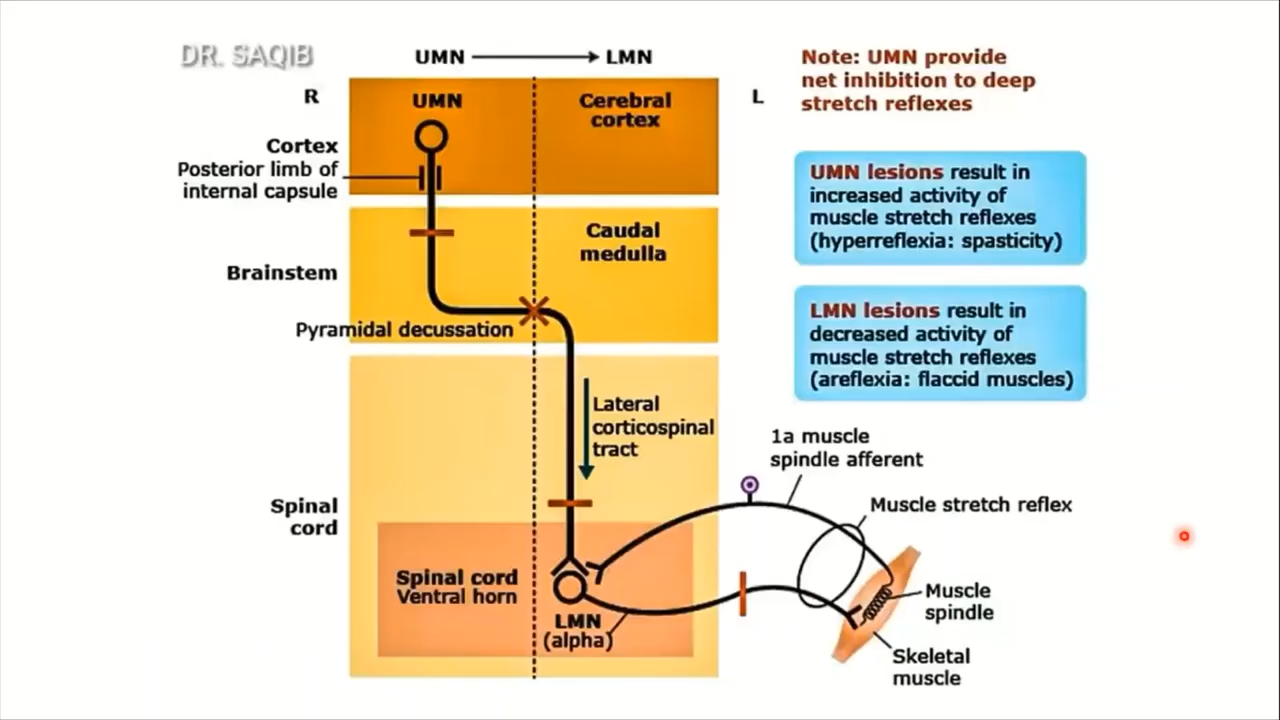 DR. SAQIB
UMN LMN
Note: UMN provide
net inhibition to deep
stretch reflexes
R
UMN
Cerebral
cortex
L
Cortex
Posterior limb of
internal capsule
UMN lesions result in
increased activity of
muscle stretch reflexes
(hyperreflexia: spasticity)
Caudal
medulla
Brainstem
Pyramidal decussation
LMN lesions result in
decreased activity of
muscle stretch reflexes
(areflexia: flaccid muscles)
Lateral
corticospinal
tract
1a muscle
spindle afferent
Spinal
cord
Muscle stretch reflex
Spinal cord
Ventral horn
LMN
(alpha)
Muscle
spindle
Skeletal
muscle